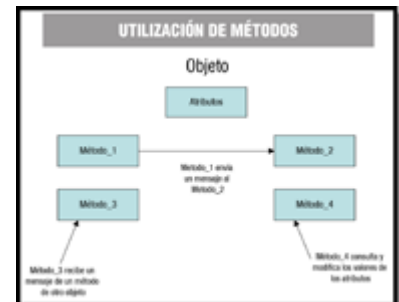 UTILIZACIÓN DE MÉTODOS
Objeto
Atributos
Método_1
Método_2
Método_1 envía
un mensaje al
Método_2
Método_3
Método_4
Método_3 recibe un
mensaje de un método
de otro objeto
Método_4 consulta y
modifica los valores de
los atributos